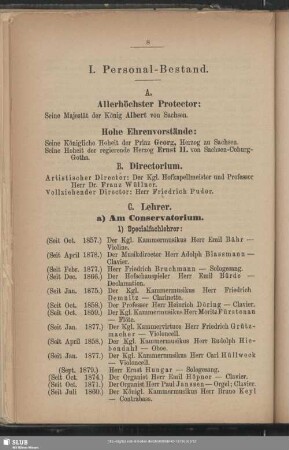 8
I. Personal-Bestand.
A.
Allerhöchster Protector:
Seine Majestät der König Albert von Sachsen.
Hohe Ehrenvorstände:
Seine Königliche Hoheit der Prinz Georg, Herzog zu Sachsen.
Seine Hoheit der regierende Herzog Ernst II. von Sachsen-Coburg-
Gotha.
B. Directorium.
Artistischer Director: Der Kgl. Hofkapellmeister und Professor
Herr Dr. Franz Wüllner.
Vollziehender Director: Herr Friedrich Pudor.
C. Lehrer.
a) Am Conservatorium.
1) Specialfachlehrer:
(Seit Oct. 1857.) Der Kgl. Kammermusikus Herr Emil Bähr —
Violine.
(Seit April 1878.) Der Musikdirector Herr Adolph Blassmann —
Clavier.
(Seit Febr. 1877.) Herr Friedrich Bruchmann — Sologesang.
(Seit Dec. 1866.) Der Hofschauspieler Herr Emil Bürde —
Declamation.
(Seit Jan. 1875.) Der Kgl. Kammermusikus Herr Friedrich
Demnitz — Clarinette.
(Seit Oct. 1858.) Der Professor Herr Heinrich Döring — Clavier.
(Seit Oct. 1869.) Der Kgl. Kammermusikus Herr Moritz Fürstenau
— Flöte.
(Seit Jan. 1877.) Der Kgl. Kammervirtuos Herr Friedrich Grütz-
macher — Violoncell.
(Seit April 1858.) Der Kgl. Kammermusikus Herr Rudolph Hie-
bendahl — Oboe.
(Seit Jan. 1877.) Der Kgl. Kammermusikus Herr Carl Hüllweck
— Violoncell.
(Sept. 1879.) Herr Ernst Hungar — Sologesang.
(Seit Oct. 1874.) Der Organist Herr Emil Höpner — Clavier.
(Seit Oct. 1871.) Der Organist Herr Paul Janssen — Orgel; Clavier.
(Seit Juli 1860.) Der Königl. Kammermusikus Herr Bruno Keyl
— Contrabass.